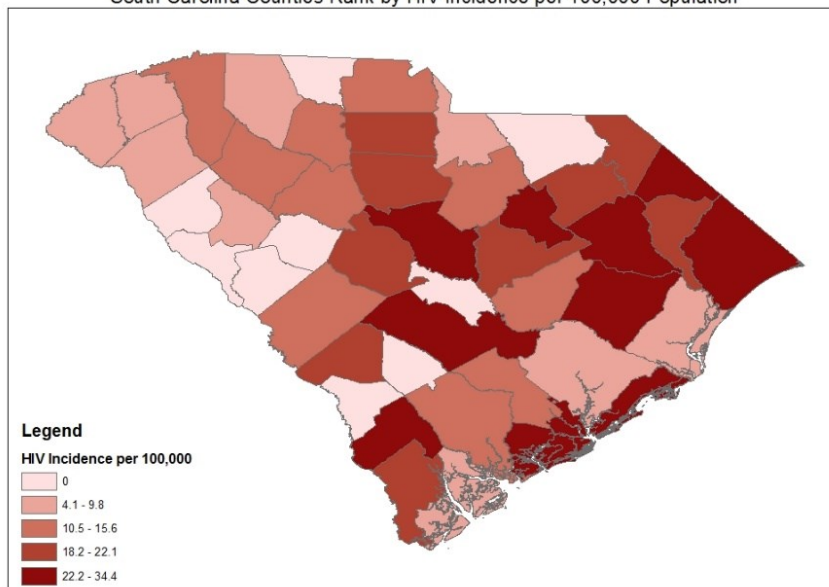 South Carolina Counties Rank by HIV Incidence per 100,000 Population
Legend
HIV Incidence per 100,000
0
4.1 - 9.8
10.5 - 15.6
18.2 - 22.1
22.2 - 34.4